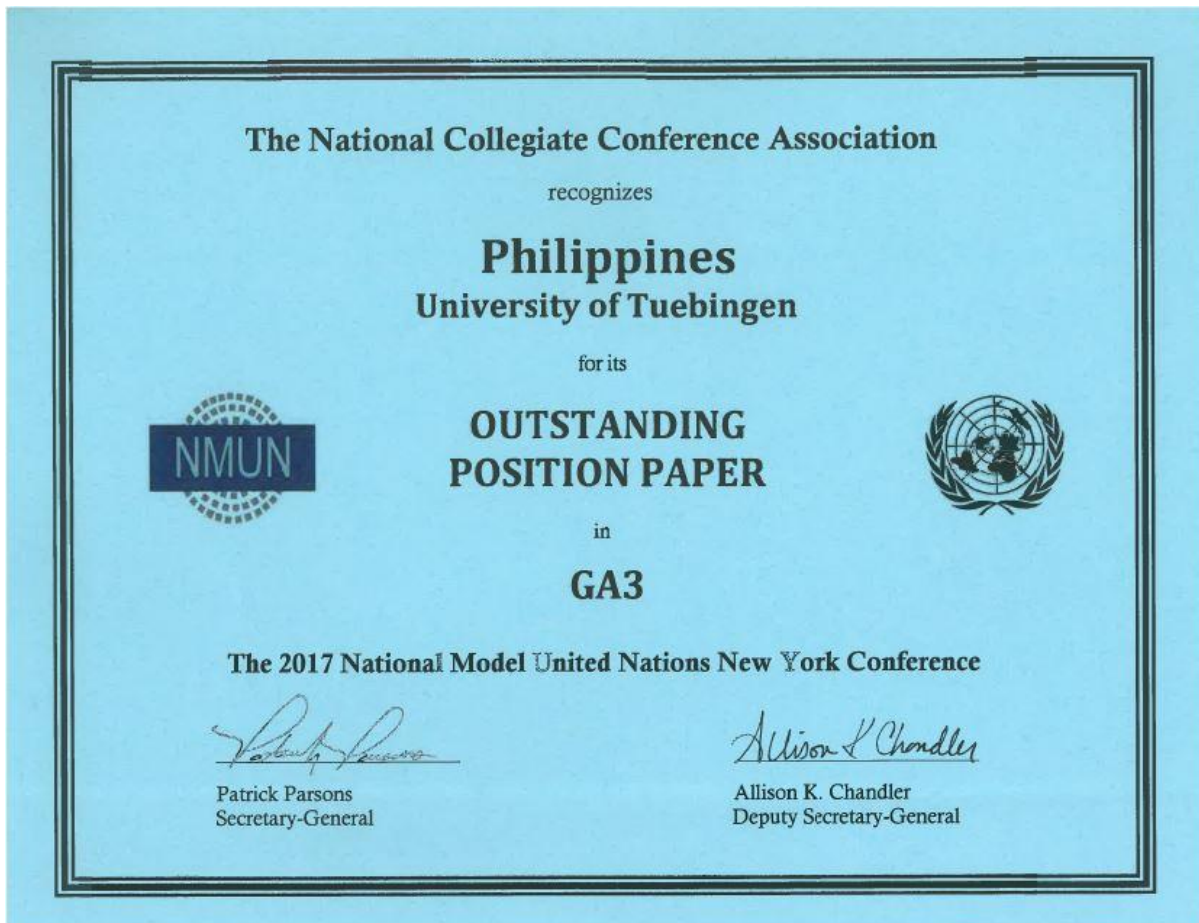 The National Collegiate Conference Association
recognizes
Philippines
University of Tuebingen
for its
NMUN
OUTSTANDING
POSITION PAPER
in
GA3
The 2017 National Model United Nations New York Conference
Patrick Parsons
Allison K Chandler
Patrick Parsons
Secretary-General
Allison K. Chandler
Deputy Secretary-General